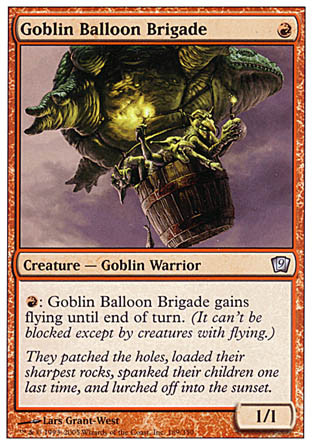 Goblin Balloon Brigade
Creature — Goblin Warrior
9
: Goblin Balloon Brigade gains
flying until end of turn. (It can't be
blocked except by creatures with flying.)
They patched the holes, loaded their
sharpest rocks, spanked their children one
last time, and lurched off into the sunset.
Lars Grant-West
1/1